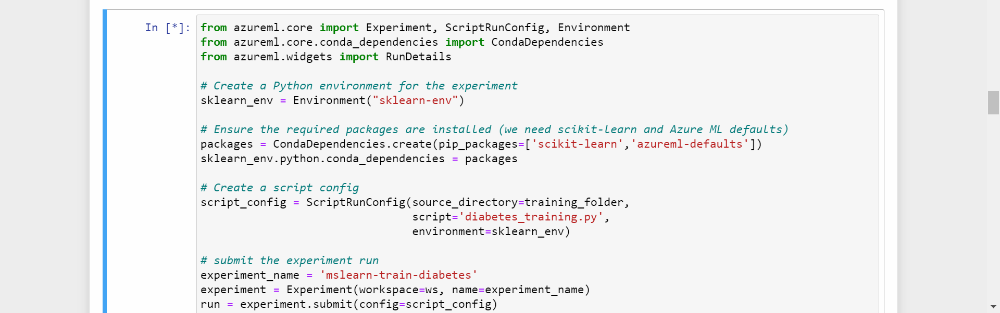 In [*]: from azureml.core import Experiment, ScriptRunConfig, Environment
from azureml.core.conda_dependencies import CondaDependencies
from azureml.widgets import RunDetails
# Create a Python environment for the experiment
sklearn_env = Environment("sklearn-env")
# Ensure the required packages are installed (we need scikit-learn and Azure ML defaults)
packages = CondaDependencies.create(pip_packages=['scikit-learn','azureml-defaults'])
sklearn_env.python.conda_dependencies = packages
# Create a script config
script_config = ScriptRunConfig(source_directory=training_folder,
script='diabetes_training.py',
environment=sklearn_env)
# submit the experiment run
experiment_name = 'mslearn-train-diabetes'
experiment = Experiment(workspace=ws, name=experiment_name)
run = experiment.submit(config=script_config)